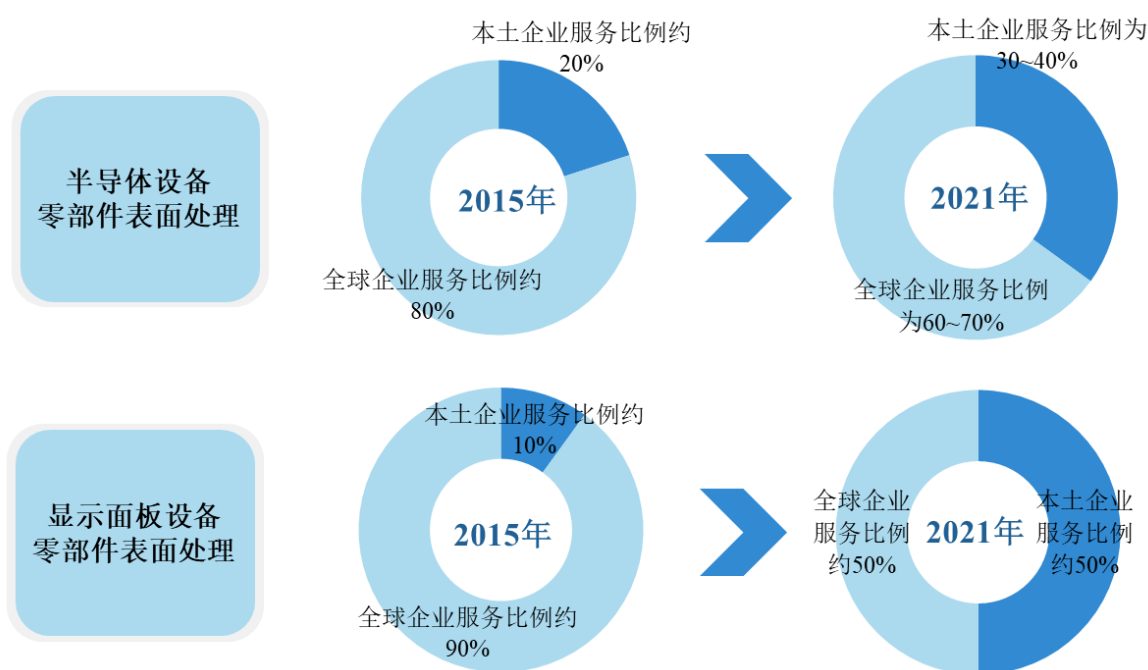 半导体设备
零部件表面处理
本土企业服务比例约
20%
2015年
全球企业服务比例约
80%
本土企业服务比例为
30~40%
2021年
全球企业服务比例
为60~70%
显示面板设备
零部件表面处理
本土企业服务比例约
10%
2015年
全球企业服务比例约
90%
全球企业
服务比例
约50%
2021年
本土企业
服务比例
约50%